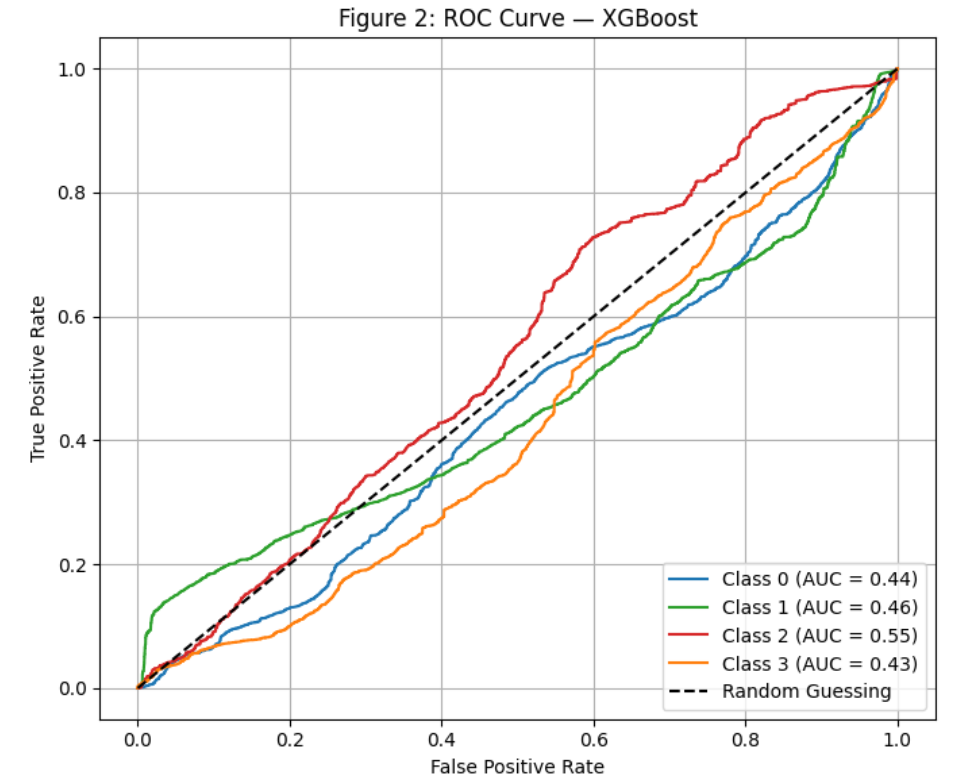 Figure 2: ROC Curve — XGBoost
True Positive Rate
1.0
0.8
0.6
0.4
0.2
0.0
Class 0 (AUC = 0.44)
Class 1 (AUC = 0.46)
Class 2 (AUC = 0.55)
Class 3 (AUC = 0.43)
Random Guessing
0.0 0.2 0.4 0.6 0.8 1.0
False Positive Rate